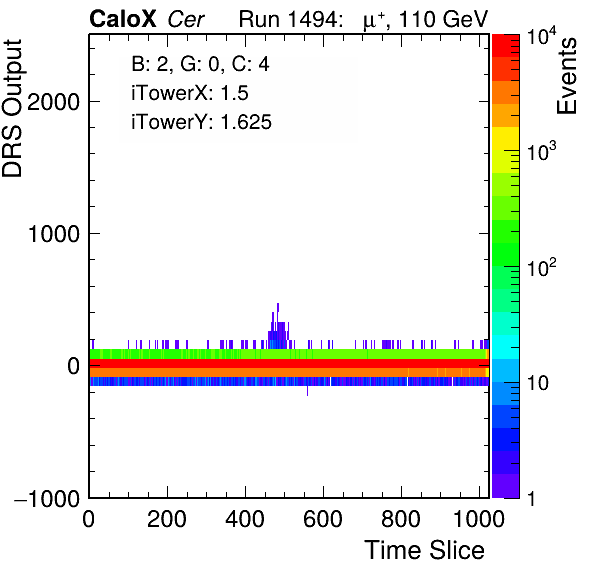 CaloX Cer Run 1494: μ⁺, 110 GeV
B: 2, G: 0, C: 4
iTowerX: 1.5
iTowerY: 1.625
DRS Output
2000
1000
0
−1000
0 200 400 600 800 1000
Time Slice
10⁴
10³
10²
10
1
Events